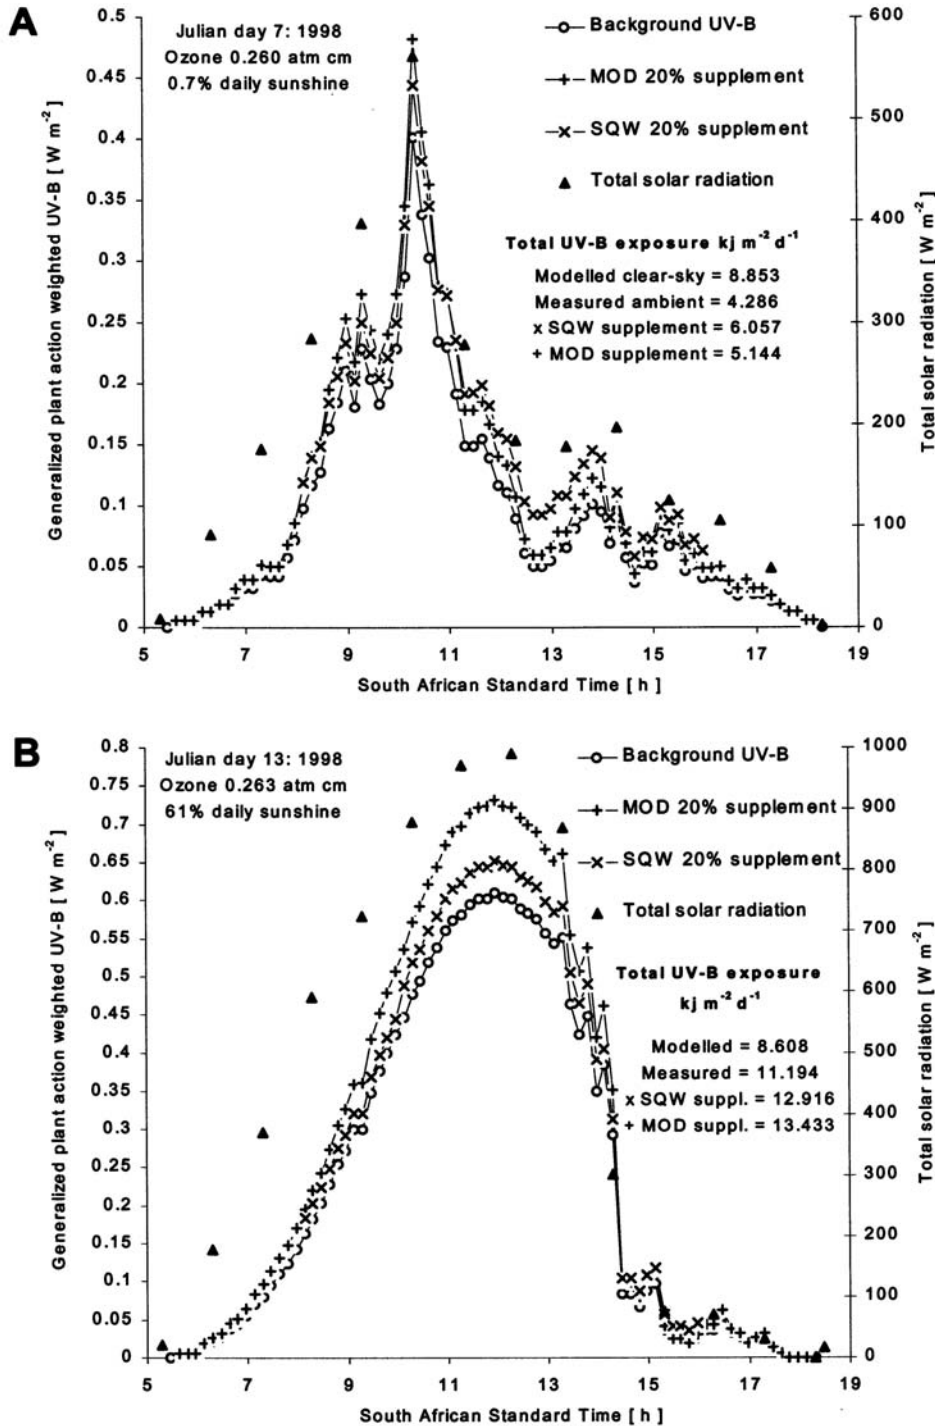 A
Julian day 7: 1998
Ozone 0.260 atm cm
0.7% daily sunshine
Background UV-B
MOD 20% supplement
SQW 20% supplement
Total solar radiation
Total UV-B exposure kj m⁻² d⁻¹
Modelled clear-sky = 8.853
Measured ambient = 4.286
x SQW supplement = 6.057
+ MOD supplement = 5.144
Generalized plant action weighted UV-B [ W m⁻² ]
0.5
0.45
0.4
0.35
0.3
0.25
0.2
0.15
0.1
0.05
0
600
500
400
300
200
100
0
Total solar radiation [ W m⁻² ]
5 7 9 11 13 15 17 19
South African Standard Time [ h ]
B
Julian day 13: 1998
Ozone 0.263 atm cm
61% daily sunshine
Background UV-B
MOD 20% supplement
SQW 20% supplement
Total solar radiation
Total UV-B exposure
kj m⁻² d⁻¹
Modelled = 8.608
Measured = 11.194
x SQW suppl. = 12.916
+ MOD suppl. = 13.433
Generalized plant action weighted UV-B [ W m⁻² ]
0.8
0.75
0.7
0.65
0.6
0.55
0.5
0.45
0.4
0.35
0.3
0.25
0.2
0.15
0.1
0.05
0
1000
900
800
700
600
500
400
300
200
100
0
Total solar radiation [ W m⁻² ]
5 7 9 11 13 15 17 19
South African Standard Time [ h ]